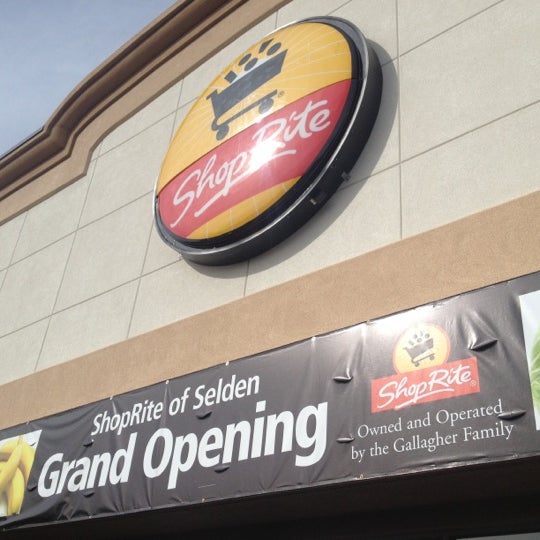 ShopRite
ShopRite of Selden
Grand Opening
ShopRite
Owned and Operated
by the Gallagher Family